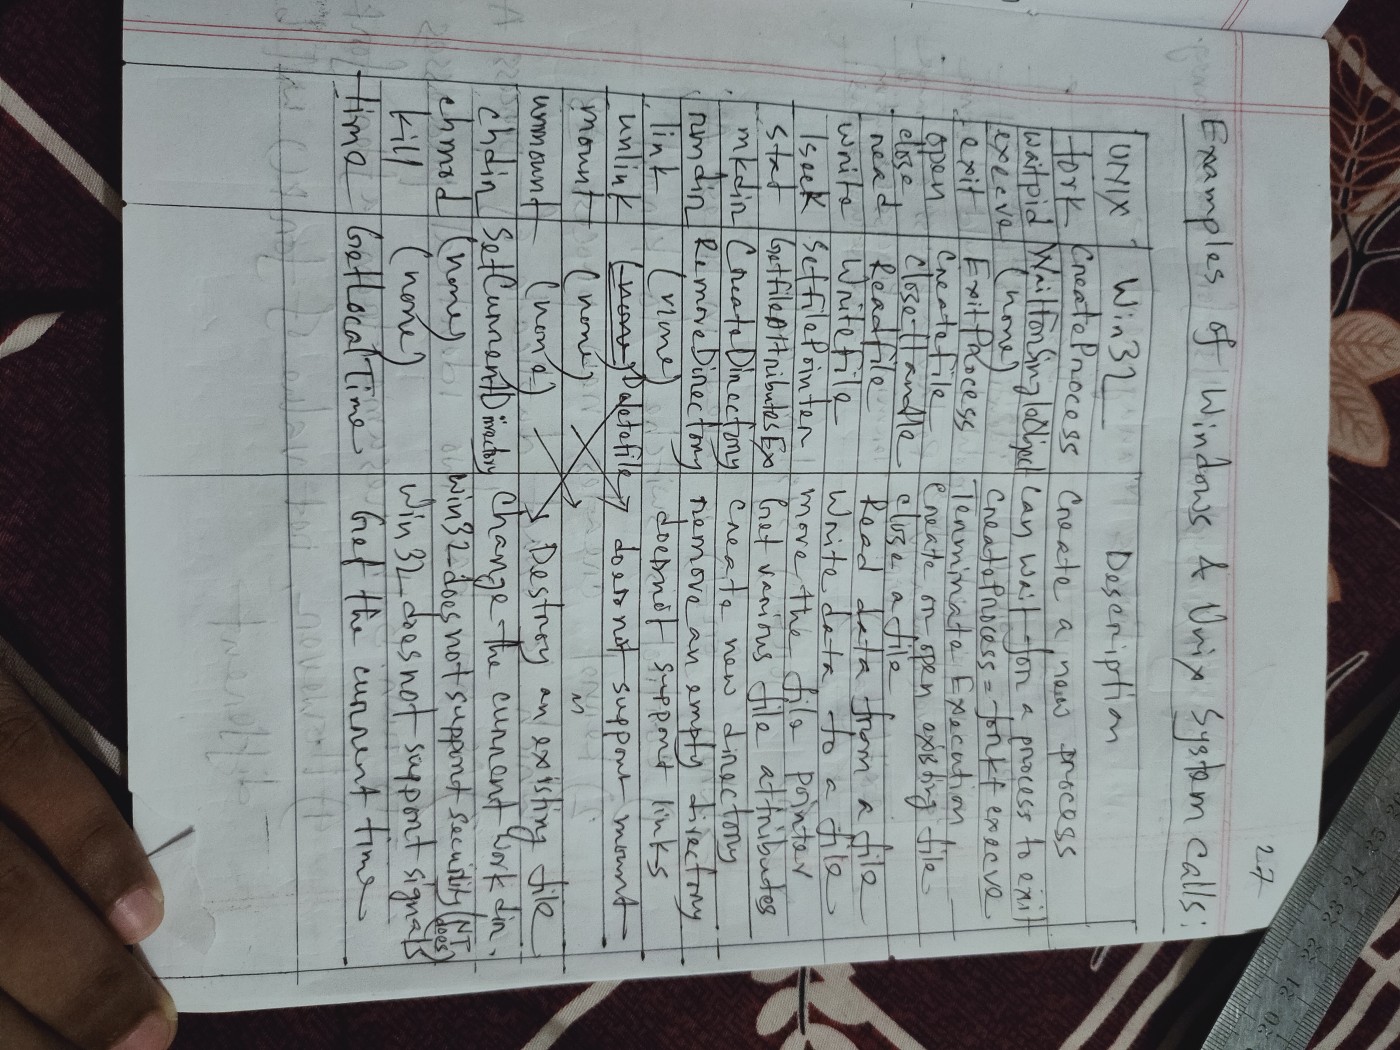 27
Examples of Windows & Unix System calls:
UNIX Win32 Description
fork CreateProcess Create a new process
waitpid WaitForSingleObject can wait for a process to exit
execve (none) CreateProcess = fork + execve
exit ExitProcess Terminate Execution
open CreateFile Create or open existing file
close CloseHandle close a file
read ReadFile Read data from a file
write WriteFile Write data to a file
lseek SetFilePointer move the file pointer
stat GetFileAttributesEx Get various file attributes
mkdir CreateDirectory Create new directory
rmdir RemoveDirectory remove an empty directory
link (none) does not support links
unlink (none) DeleteFile does not support mount
mount (none) "
umount (none) Destroy an existing file
chdir SetCurrentDirectory Change the current work dir.
chmod (none) Win32 does not support security (NT does)
kill (none) Win32 does not support signals
time GetLocalTime Get the current time